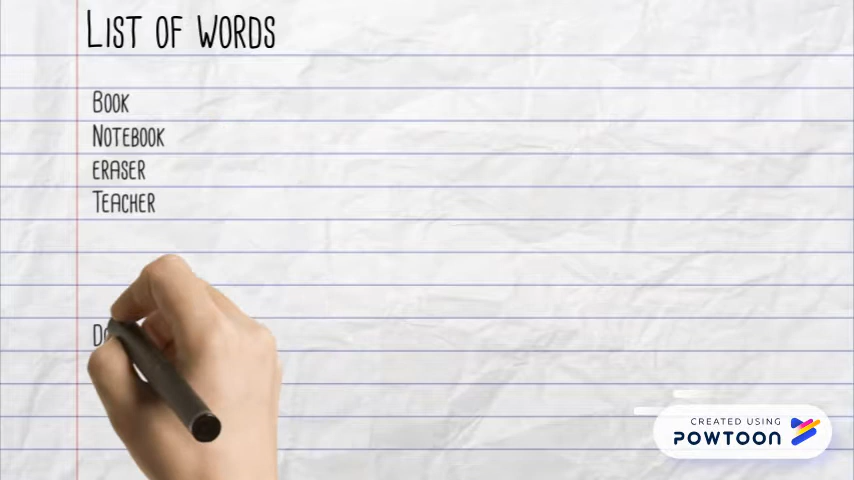 List of words
Book
Notebook
eraser
Teacher
CREATED USING
POWTOON